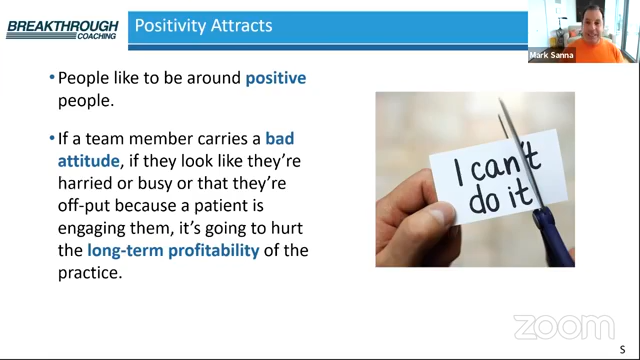 BREAKTHROUGH
COACHING
Positivity Attracts
Mark Sanna
• People like to be around positive
people.
• If a team member carries a bad
attitude, if they look like they're
harried or busy or that they're
off-put because a patient is
engaging them, it's going to hurt
the long-term profitability of the
practice.
I can't
do it
zoom
S